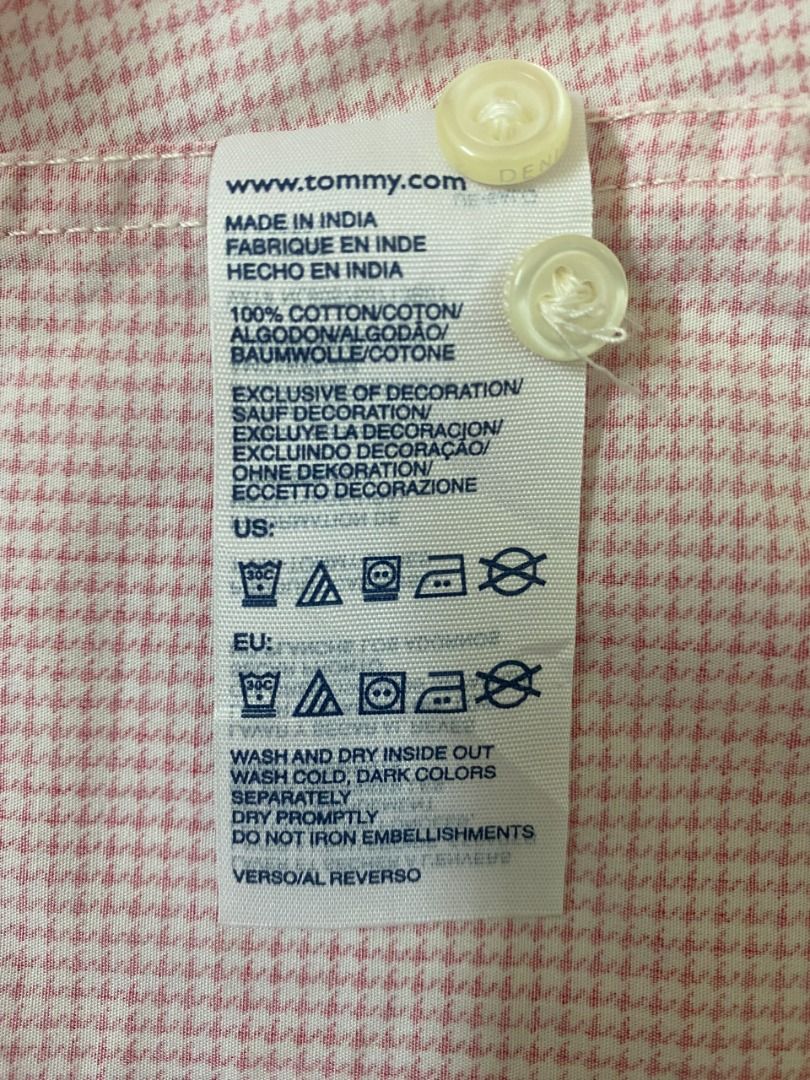 DENI
www.tommy.com
MADE IN INDIA
FABRIQUE EN INDE
HECHO EN INDIA
100% COTTON/COTON/
ALGODON/ALGODÃO/
BAUMWOLLE/COTONE
EXCLUSIVE OF DECORATION/
SAUF DECORATION/
EXCLUYE LA DECORACION/
EXCLUINDO DECORAÇÃO/
OHNE DEKORATION/
ECCETTO DECORAZIONE
US:
30C
EU:
30C
WASH AND DRY INSIDE OUT
WASH COLD, DARK COLORS
SEPARATELY
DRY PROMPTLY
DO NOT IRON EMBELLISHMENTS
VERSO/AL REVERSO